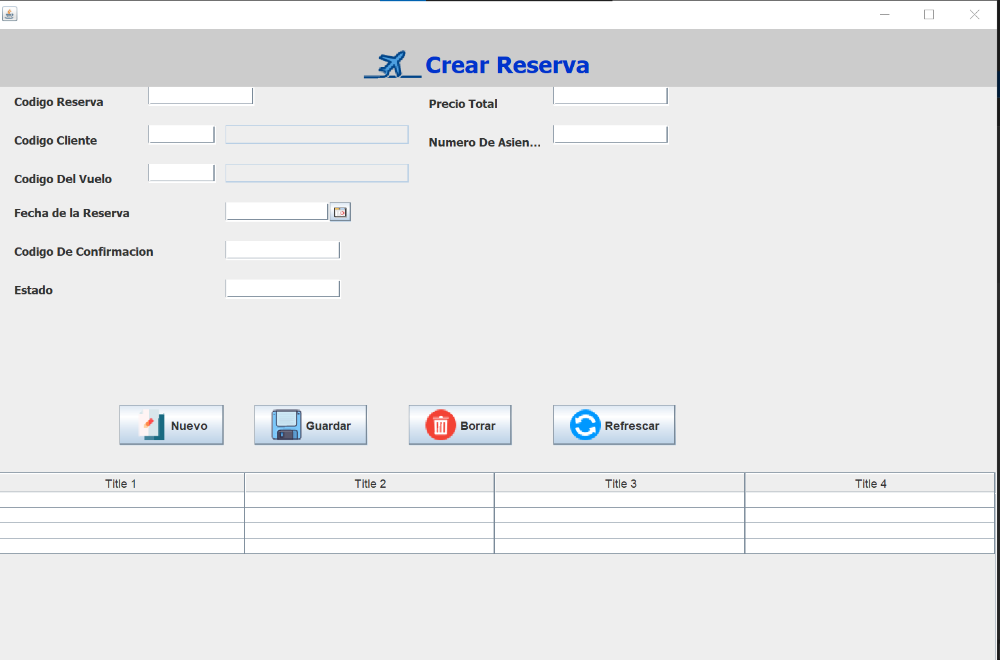 Crear Reserva
Codigo Reserva
Precio Total
Codigo Cliente
Numero De Asien...
Codigo Del Vuelo
Fecha de la Reserva
Codigo De Confirmacion
Estado
Nuevo
Guardar
Borrar
Refrescar
Title 1
Title 2
Title 3
Title 4